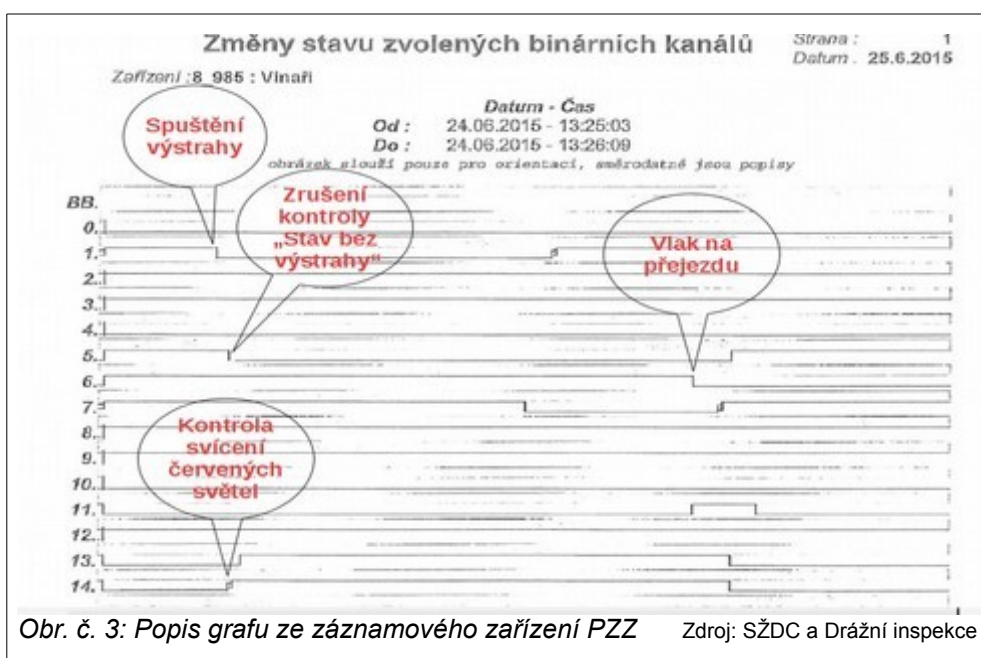 Změny stavu zvolených binárních kanálů
Strana : 1
Datum . 25.6.2015
Zařízení :8_985 : Vlnaři
Datum - Čas
Od : 24.06.2015 - 13:25:03
Do : 24.06.2015 - 13:26:09
obrázek slouží pouze pro orientaci, směrodatné jsou popisy
Spuštění
výstrahy
Zrušení
kontroly
„Stav bez
výstrahy“
Vlak na
přejezdu
Kontrola
svícení
červených
světel
BB.
0.
1.
2.
3.
4.
5.
6.
7.
8.
9.
10.
11.
12.
13.
14.
Obr. č. 3: Popis grafu ze záznamového zařízení PZZ Zdroj: SŽDC a Drážní inspekce